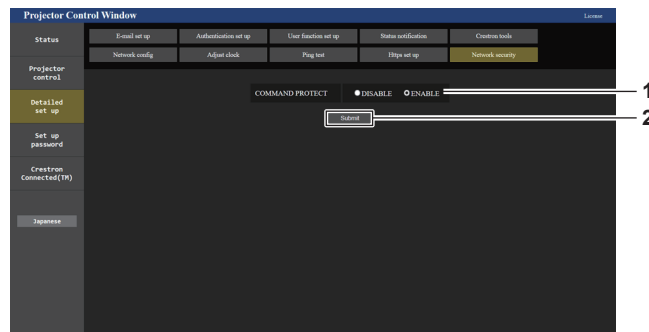 Projector Control Window
License
Status
E-mail set up
Authentication set up
User function set up
Status notification
Crestron tools
Network config
Adjust clock
Ping test
Https set up
Network security
Projector
control
COMMAND PROTECT
DISABLE
ENABLE
1
Detailed
set up
Submit
2
Set up
password
Crestron
Connected(TM)
Japanese